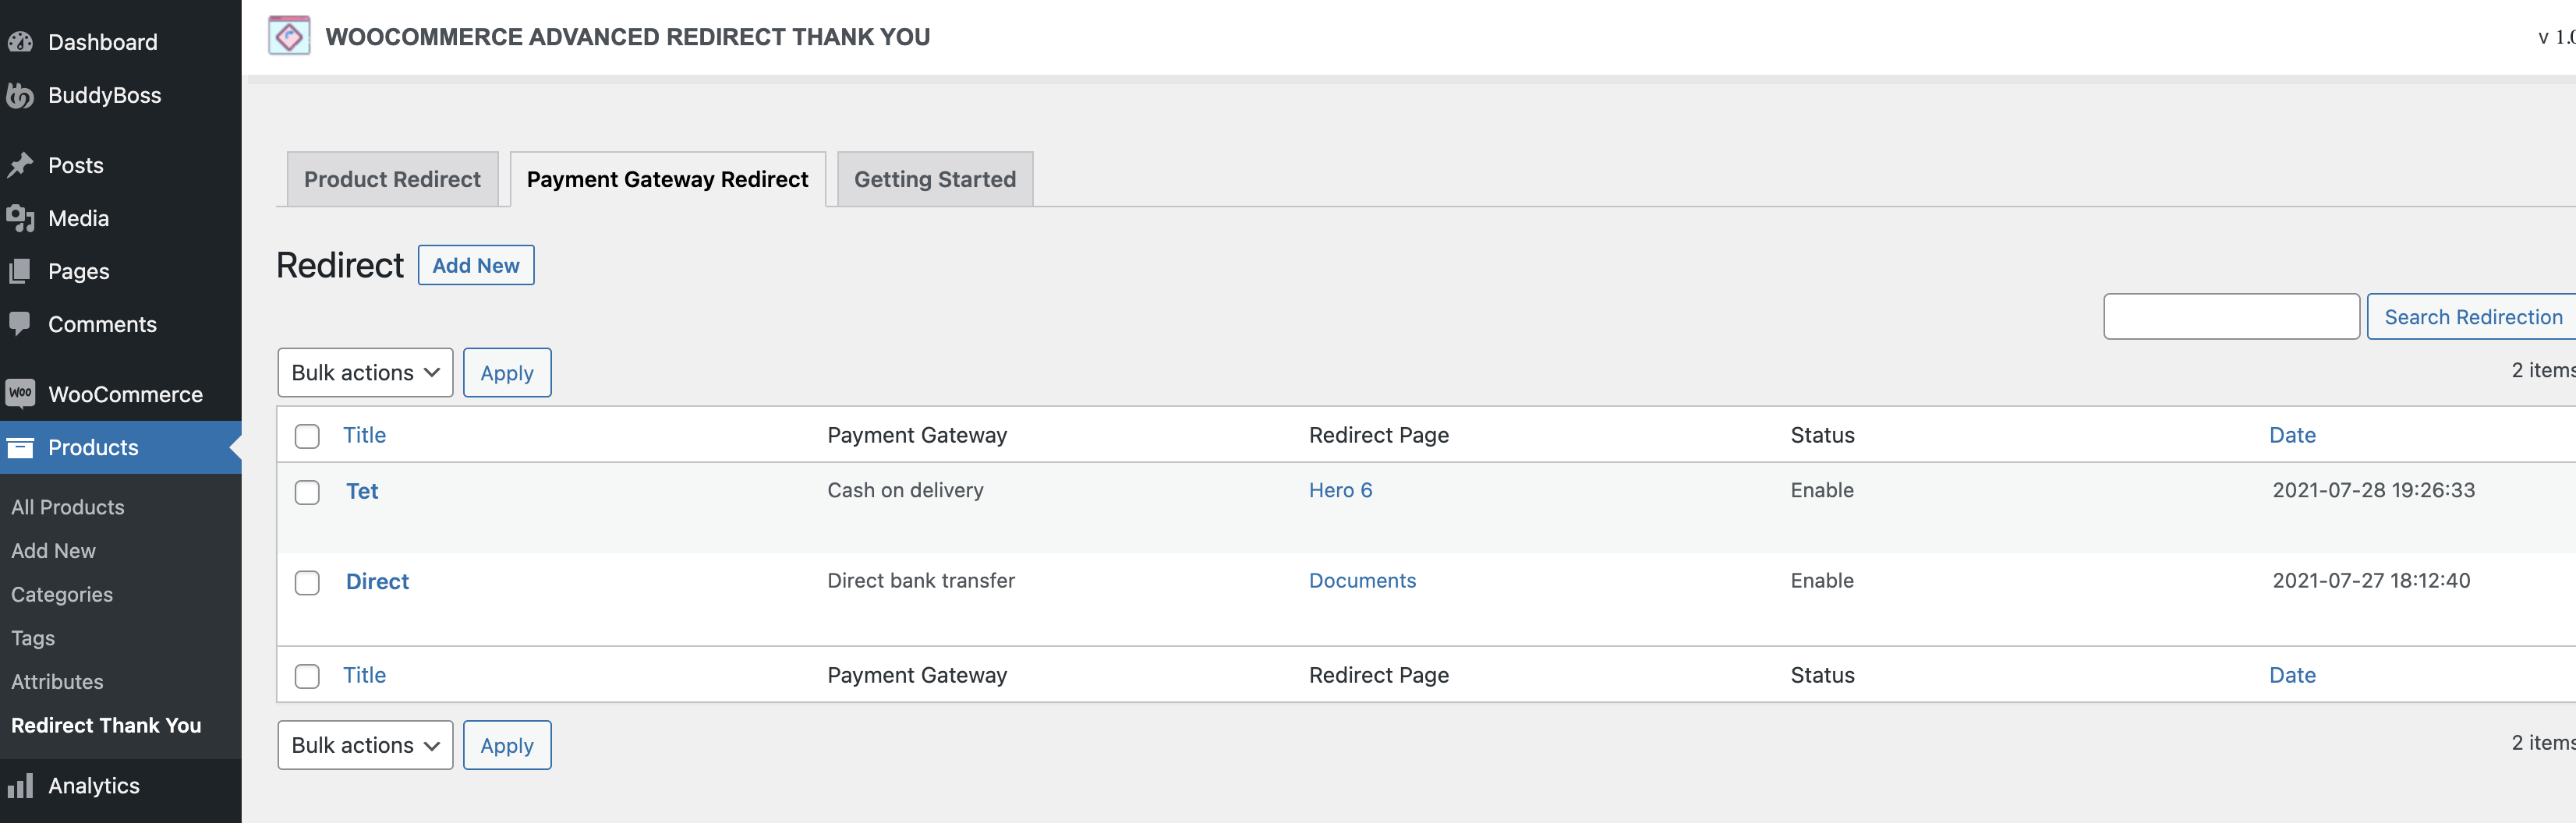 Dashboard
BuddyBoss
Posts
Media
Pages
Comments
WooCommerce
Products
All Products
Add New
Categories
Tags
Attributes
Redirect Thank You
Analytics
WOOCOMMERCE ADVANCED REDIRECT THANK YOU
v 1.0
Product Redirect Payment Gateway Redirect Getting Started
Redirect Add New
Search Redirection
Bulk actions Apply
2 items
Title Payment Gateway Redirect Page Status Date
Tet Cash on delivery Hero 6 Enable 2021-07-28 19:26:33
Direct Direct bank transfer Documents Enable 2021-07-27 18:12:40
Title Payment Gateway Redirect Page Status Date
Bulk actions Apply
2 items